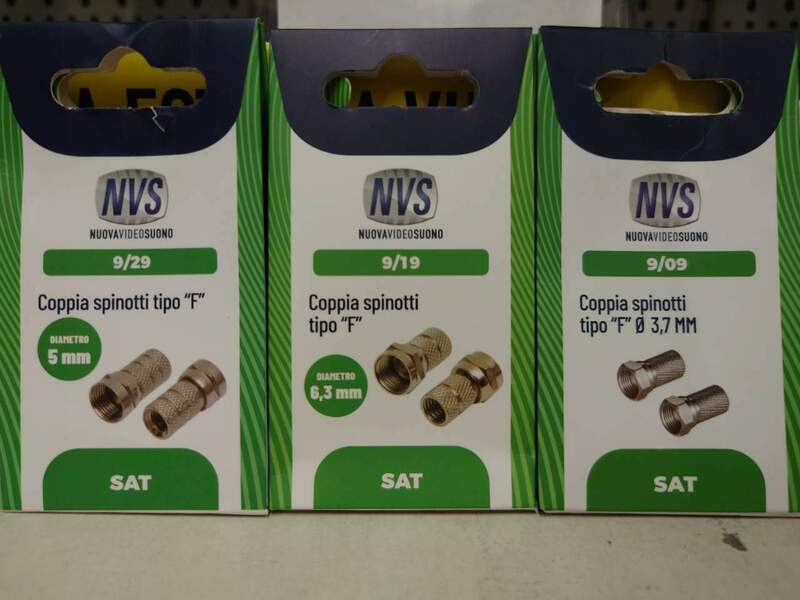 NVS
NUOVAVIDEOSUONO
9/29
Coppia spinotti tipo "F"
DIAMETRO
5 mm
SAT
NVS
NUOVAVIDEOSUONO
9/19
Coppia spinotti
tipo "F"
DIAMETRO
6,3 mm
SAT
NVS
NUOVAVIDEOSUONO
9/09
Coppia spinotti
tipo "F" Ø 3,7 MM
SAT